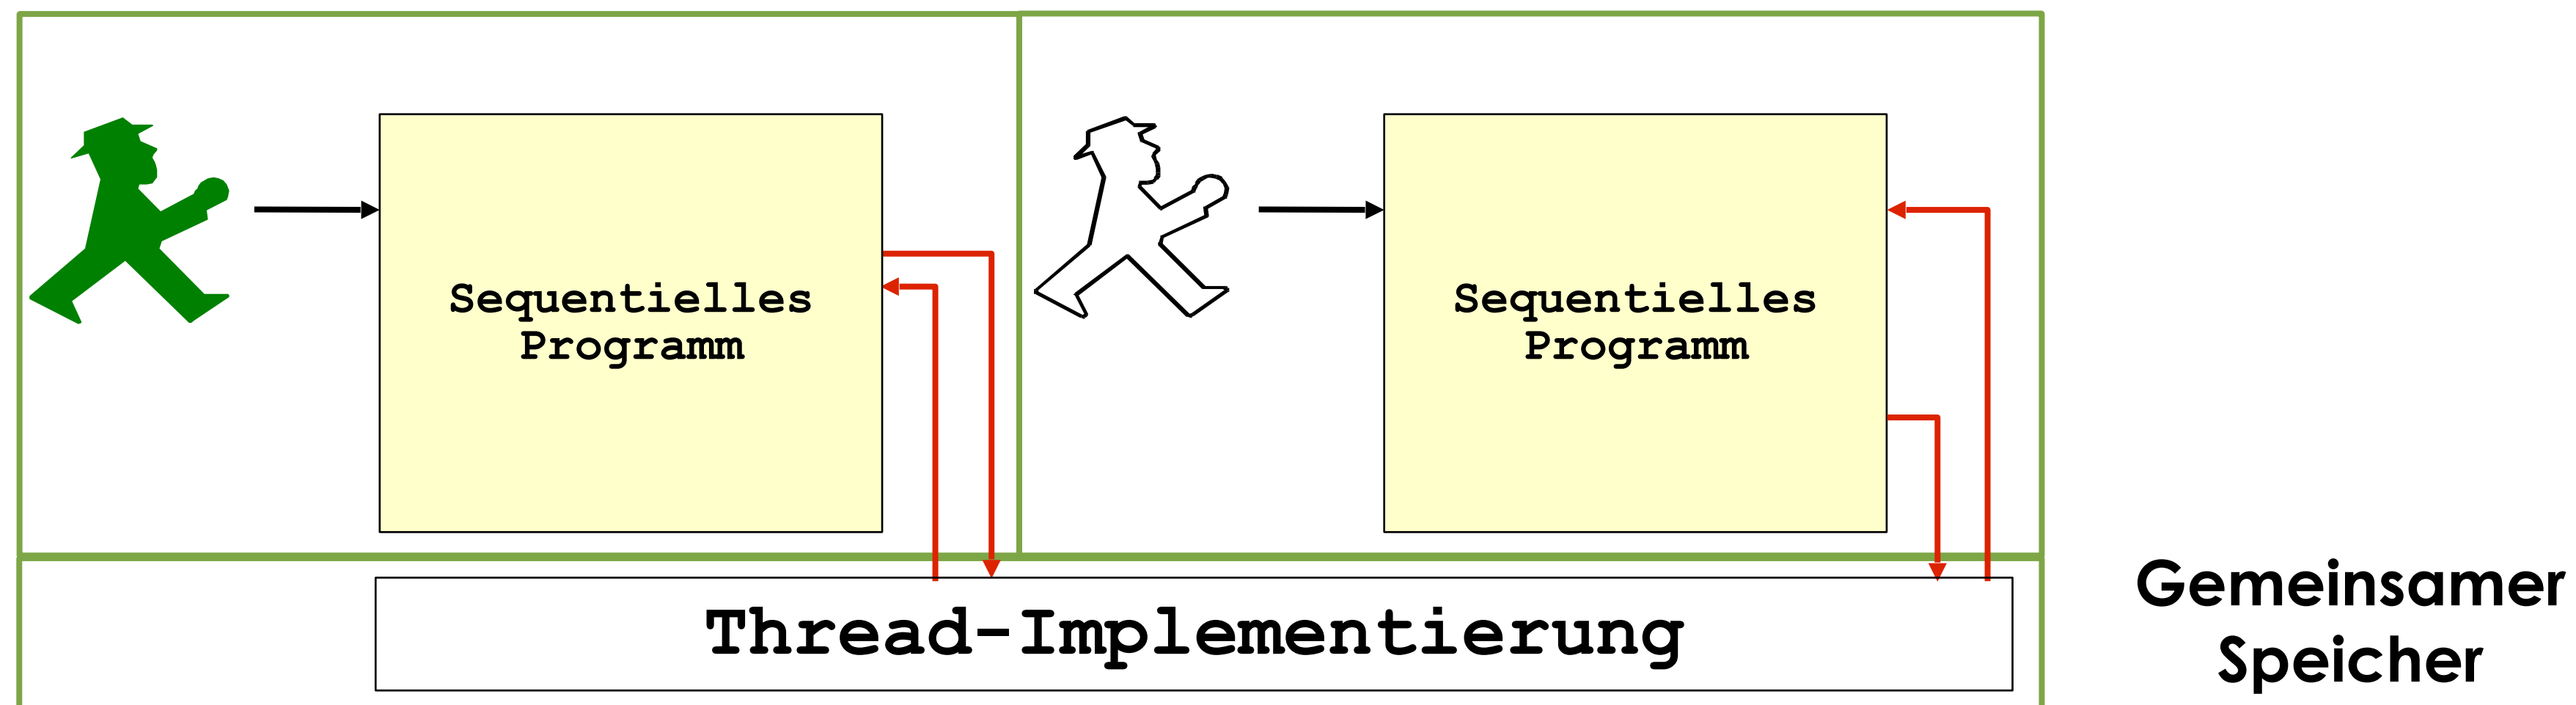 Sequentielles
Programm
Sequentielles
Programm
Thread-Implementierung
Gemeinsamer
Speicher